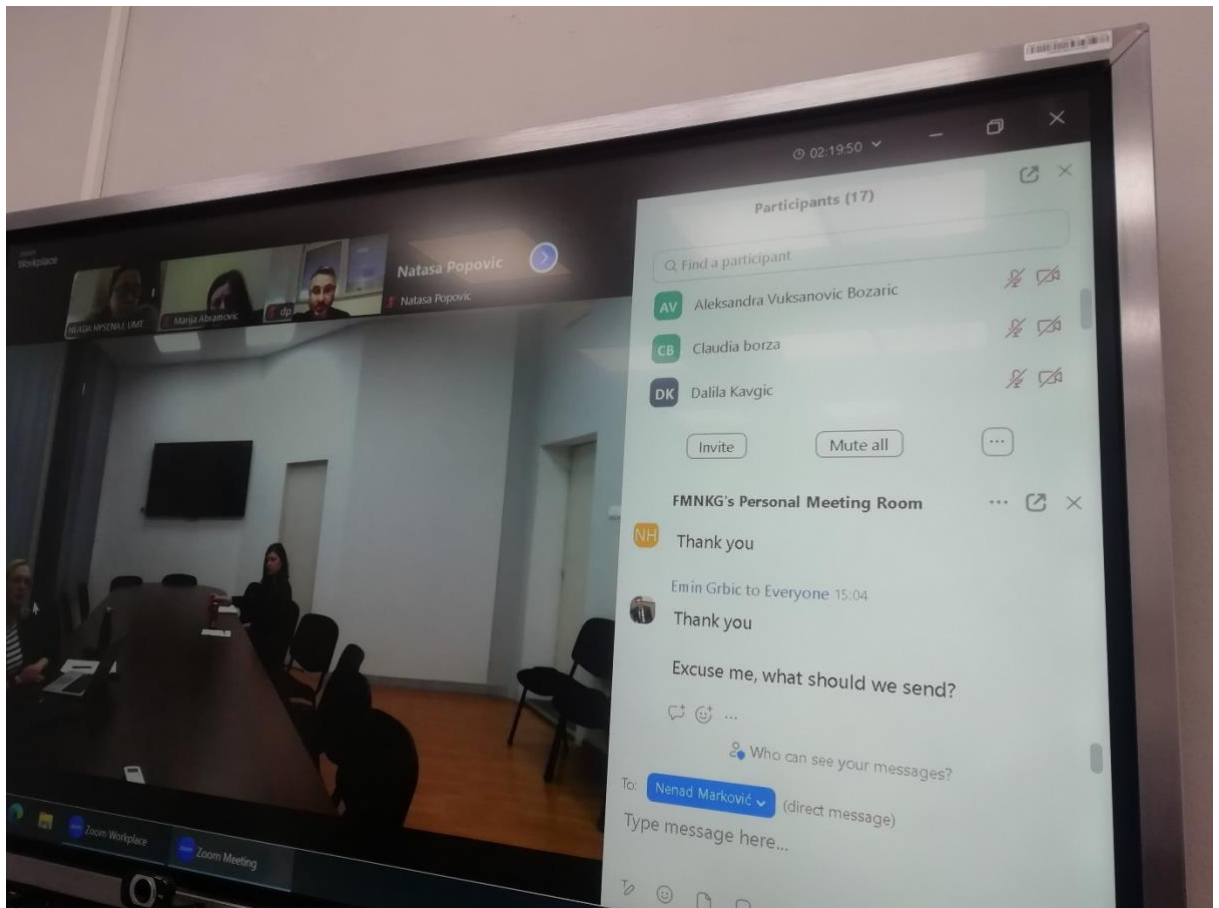 02:19:50
zoom
Workplace
Participants (17)
Find a participant
Natasa Popovic
Natasa Popovic
Marija Abramovic
dp
Aleksandra Vuksanovic Bozaric
AV
Claudia borza
CB
Dalila Kavgic
DK
Invite
Mute all
FMNKG's Personal Meeting Room
NH
Thank you
Emin Grbic to Everyone 15:04
Thank you
Excuse me, what should we send?
Who can see your messages?
To: Nenad Marković (direct message)
Type message here...
Zoom Workplace
Zoom Meeting